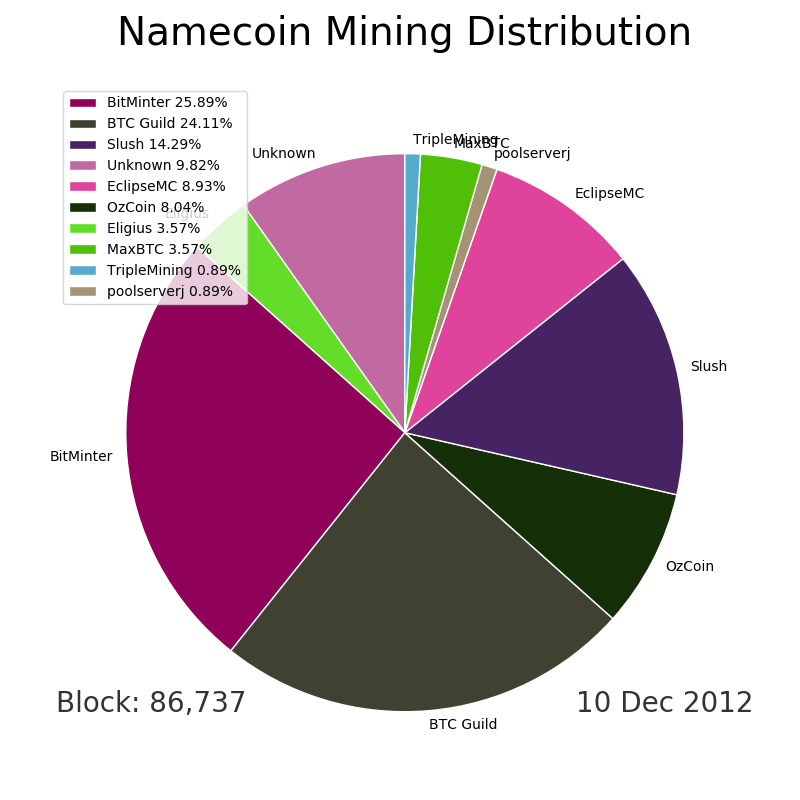 Namecoin Mining Distribution
BitMinter 25.89%
BTC Guild 24.11%
Slush 14.29%
Unknown 9.82%
EclipseMC 8.93%
OzCoin 8.04%
Eligius 3.57%
MaxBTC 3.57%
TripleMining 0.89%
poolserverj 0.89%
Unknown
TripleMining
MaxBTC
poolserverj
EclipseMC
Eligius
Slush
BitMinter
OzCoin
BTC Guild
Block: 86,737
10 Dec 2012